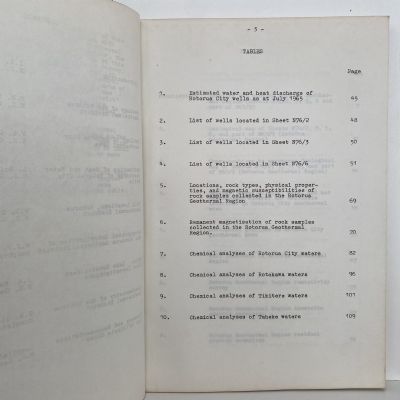 - 3 -
TABLES
Page
1. Estimated water and heat discharge of
Rotorua City wells as at July 1965 45
2. List of wells located in Sheet N76/2 48
3. List of wells located in Sheet N76/3 50
4. List of wells located in Sheet N76/6 51
5. Locations, rock types, physical proper-
ties, and magnetic susceptibilities of
rock samples collected in the Rotorua
Geothermal Region 69
6. Remanent magnetisation of rock samples
collected in the Rotorua Geothermal
Region. 70
7. Chemical analyses of Rotorua City waters 82
8. Chemical analyses of Rotokawa waters 96
9. Chemical analyses of Tikitere waters 101
10. Chemical analyses of Taheke waters 109